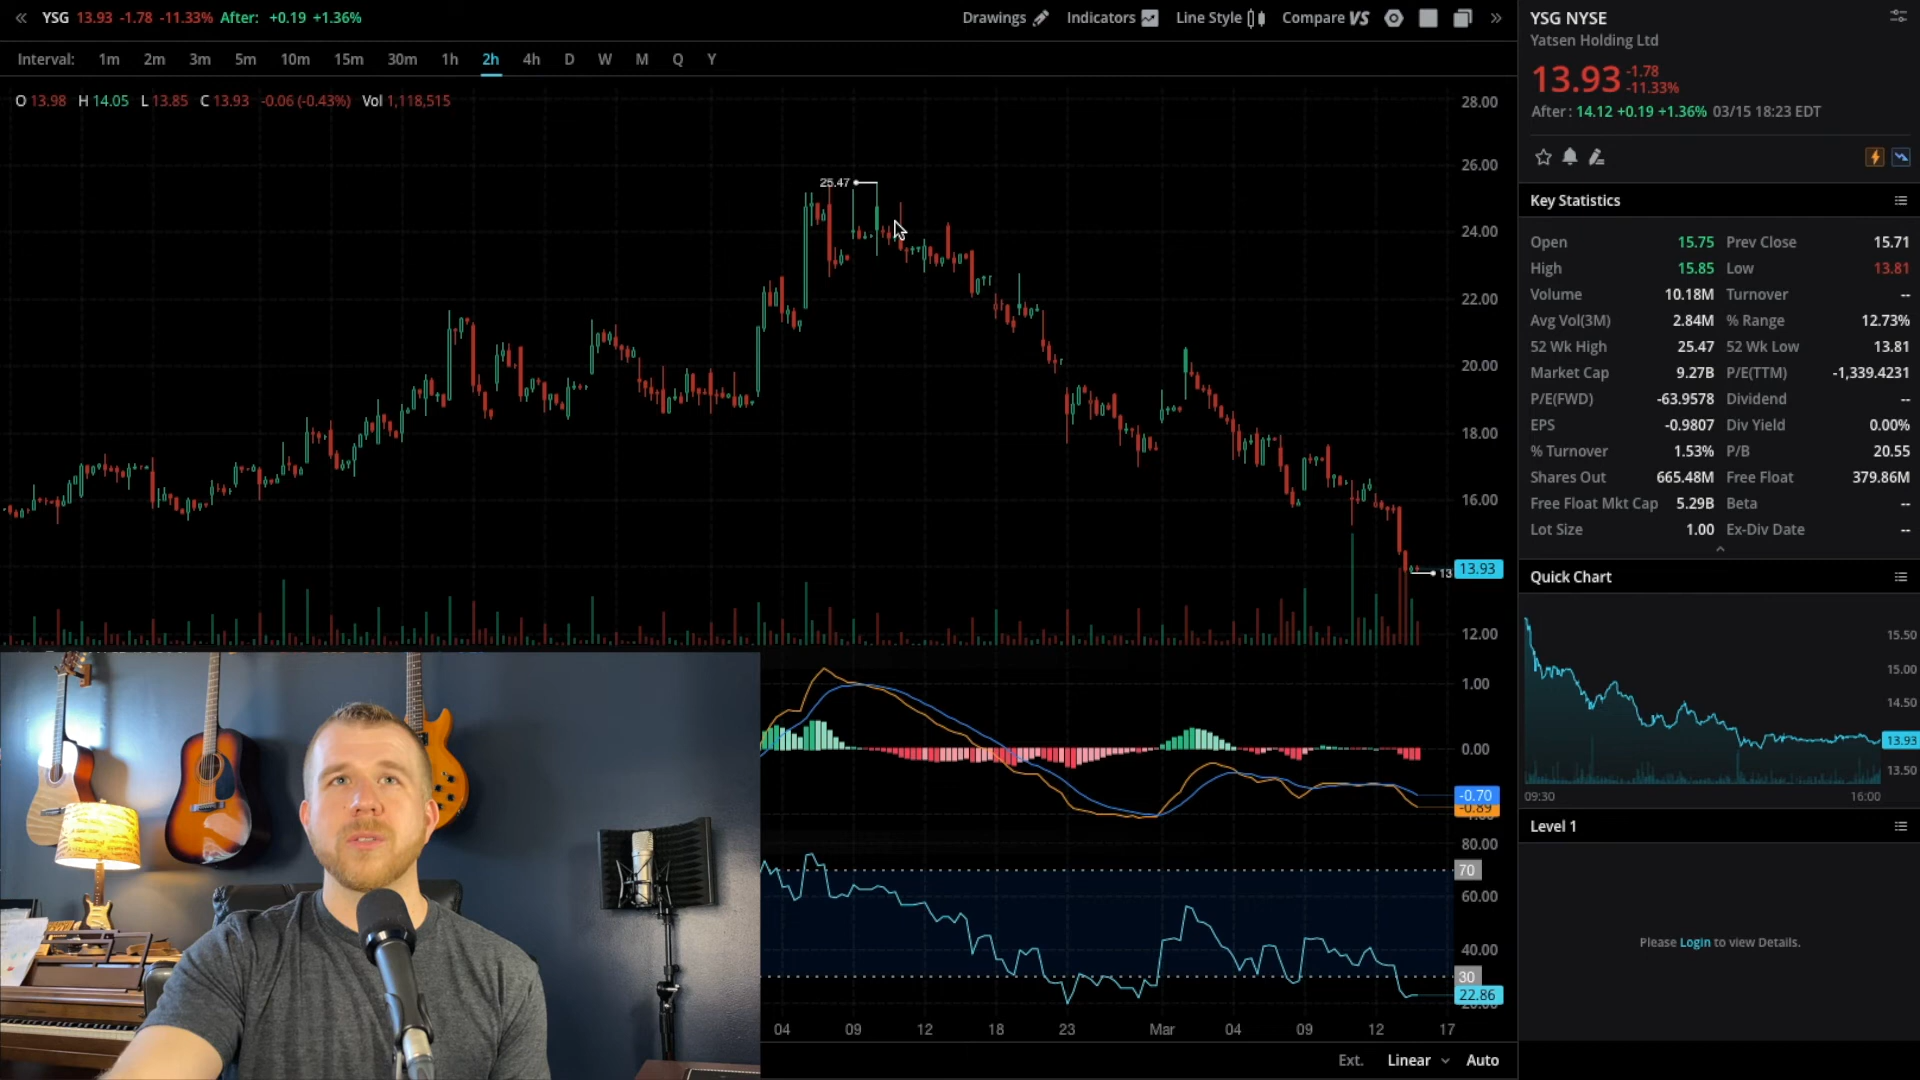 YSG 13.93 -1.78 -11.33% After: +0.19 +1.36%
Drawings Indicators Line Style Compare VS
Interval: 1m 2m 3m 5m 10m 15m 30m 1h 2h 4h D W M Q Y
O 13.98 H 14.05 L 13.85 C 13.93 -0.06 (-0.43%) Vol 1,118,515
25.47
28.00
26.00
24.00
22.00
20.00
18.00
16.00
13
13.93
12.00
1.00
0.00
-0.70
-0.89
80.00
70
60.00
40.00
30
22.86
04 09 12 18 23 Mar 04 09 12 17
Ext. Linear Auto
YSG NYSE
Yatsen Holding Ltd
13.93 -1.78
-11.33%
After : 14.12 +0.19 +1.36% 03/15 18:23 EDT
Key Statistics
Open 15.75 Prev Close 15.71
High 15.85 Low 13.81
Volume 10.18M Turnover --
Avg Vol(3M) 2.84M % Range 12.73%
52 Wk High 25.47 52 Wk Low 13.81
Market Cap 9.27B P/E(TTM) -1,339.4231
P/E(FWD) -63.9578 Dividend --
EPS -0.9807 Div Yield 0.00%
% Turnover 1.53% P/B 20.55
Shares Out 665.48M Free Float 379.86M
Free Float Mkt Cap 5.29B Beta --
Lot Size 1.00 Ex-Div Date --
Quick Chart
15.50
15.00
14.50
13.93
13.50
09:30 16:00
Level 1
Please Login to view Details.